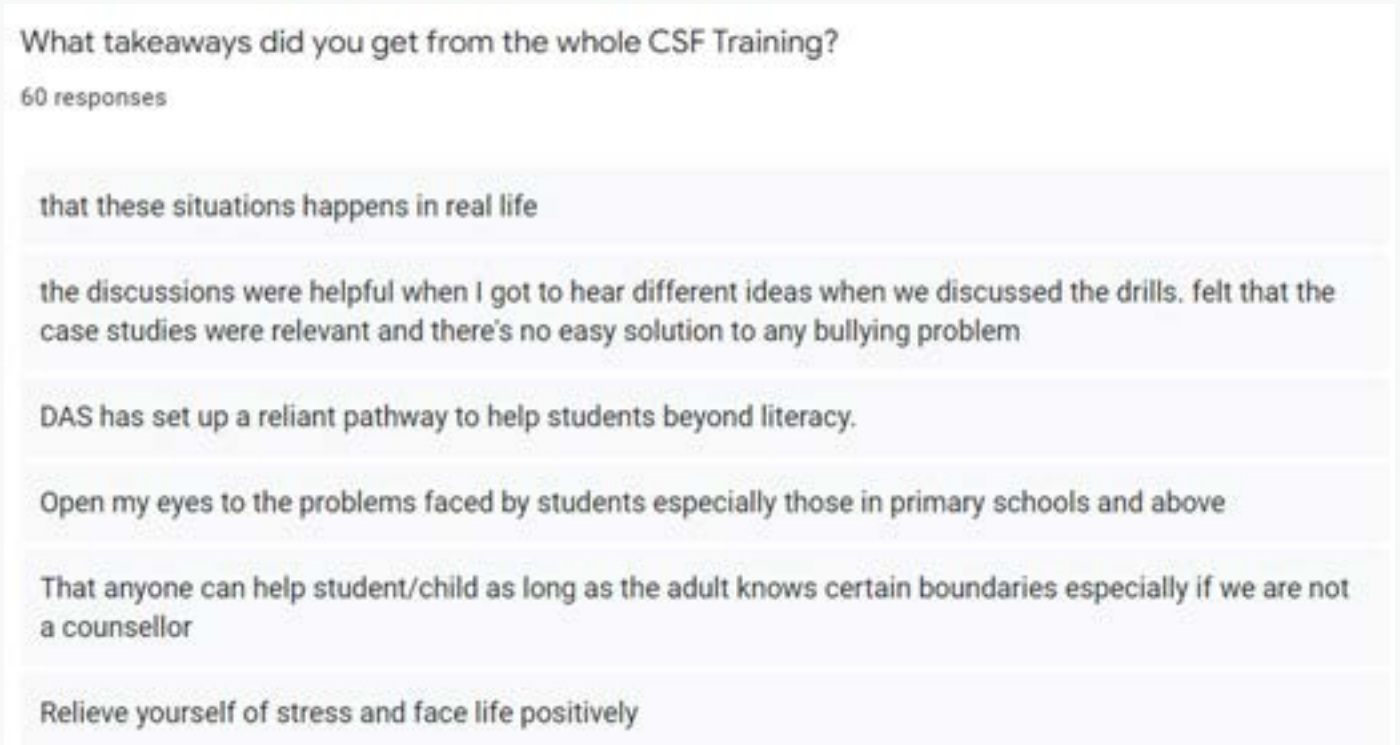 What takeaways did you get from the whole CSF Training?
60 responses
that these situations happens in real life
the discussions were helpful when I got to hear different ideas when we discussed the drills. felt that the
case studies were relevant and there's no easy solution to any bullying problem
DAS has set up a reliant pathway to help students beyond literacy.
Open my eyes to the problems faced by students especially those in primary schools and above
That anyone can help student/child as long as the adult knows certain boundaries especially if we are not
a counsellor
Relieve yourself of stress and face life positively